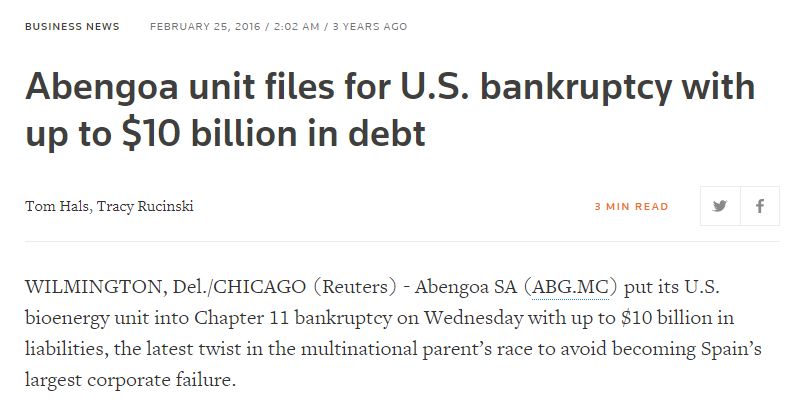 BUSINESS NEWS FEBRUARY 25, 2016 / 2:02 AM / 3 YEARS AGO
Abengoa unit files for U.S. bankruptcy with
up to $10 billion in debt
Tom Hals, Tracy Rucinski 3 MIN READ
WILMINGTON, Del./CHICAGO (Reuters) - Abengoa SA (ABG.MC) put its U.S.
bioenergy unit into Chapter 11 bankruptcy on Wednesday with up to $10 billion in
liabilities, the latest twist in the multinational parent’s race to avoid becoming Spain’s
largest corporate failure.